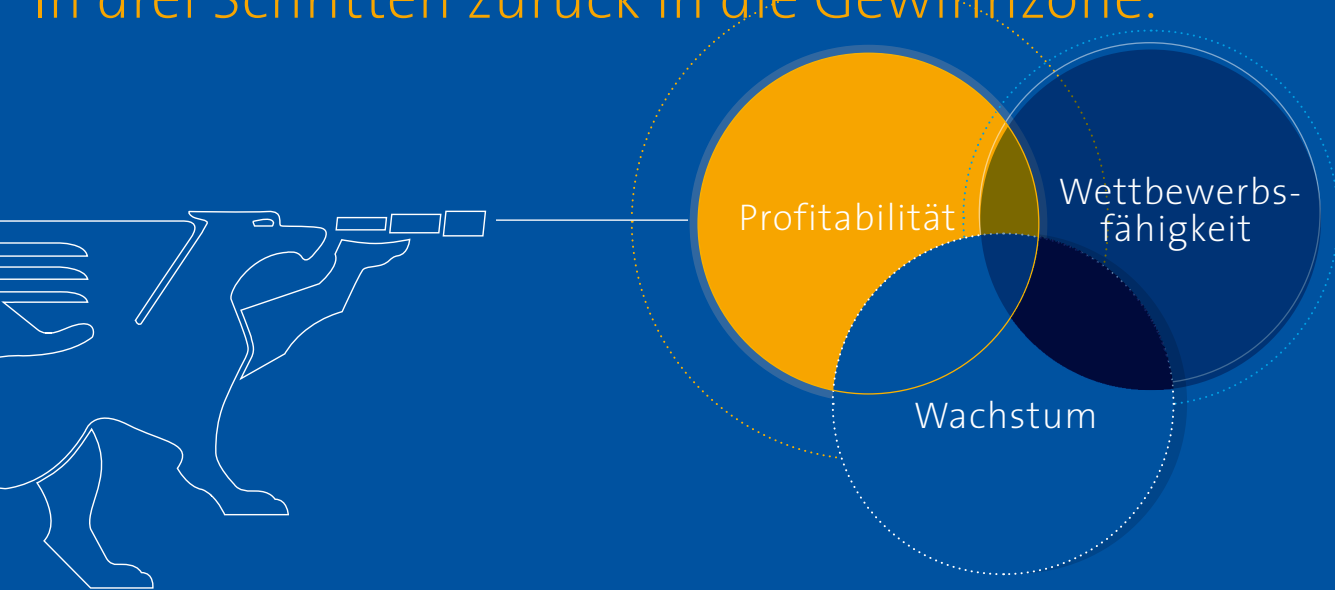 In drei Schritten zurück in die Gewinnzone.
Profitabilität
Wettbewerbs-
fähigkeit
Wachstum